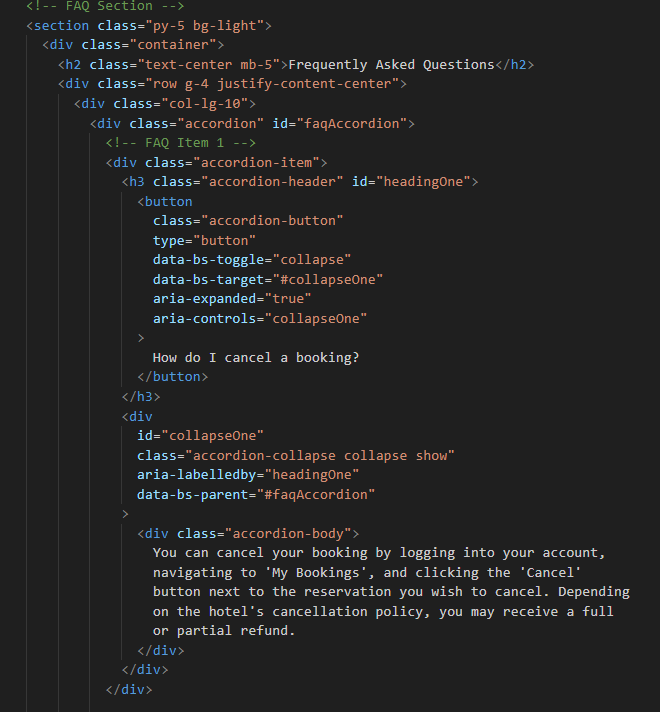 <!-- FAQ Section -->
<section class="py-5 bg-light">
<div class="container">
<h2 class="text-center mb-5">Frequently Asked Questions</h2>
<div class="row g-4 justify-content-center">
<div class="col-lg-10">
<div class="accordion" id="faqAccordion">
<!-- FAQ Item 1 -->
<div class="accordion-item">
<h3 class="accordion-header" id="headingOne">
<button
class="accordion-button"
type="button"
data-bs-toggle="collapse"
data-bs-target="#collapseOne"
aria-expanded="true"
aria-controls="collapseOne"
>
How do I cancel a booking?
</button>
</h3>
<div
id="collapseOne"
class="accordion-collapse collapse show"
aria-labelledby="headingOne"
data-bs-parent="#faqAccordion"
>
<div class="accordion-body">
You can cancel your booking by logging into your account,
navigating to 'My Bookings', and clicking the 'Cancel'
button next to the reservation you wish to cancel. Depending
on the hotel's cancellation policy, you may receive a full
or partial refund.
</div>
</div>
</div>